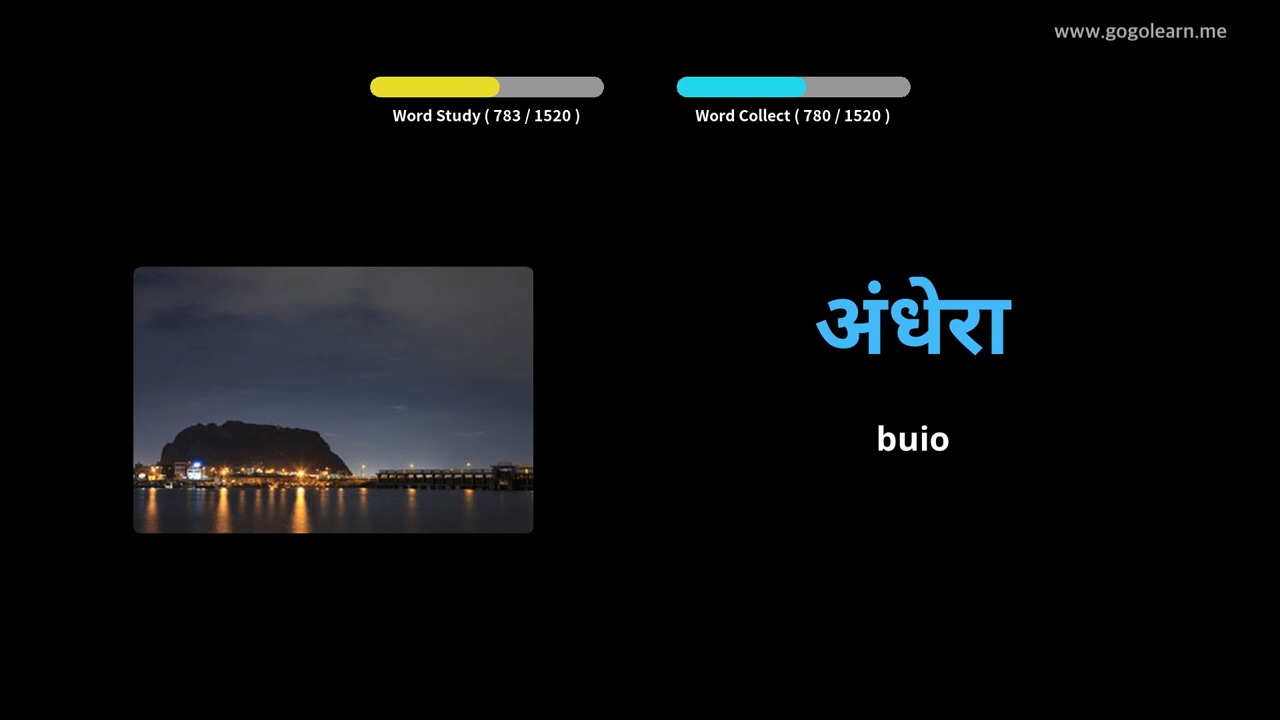 www.gogolearn.me
Word Study ( 783 / 1520 )
Word Collect ( 780 / 1520 )
अंधेरा
buio